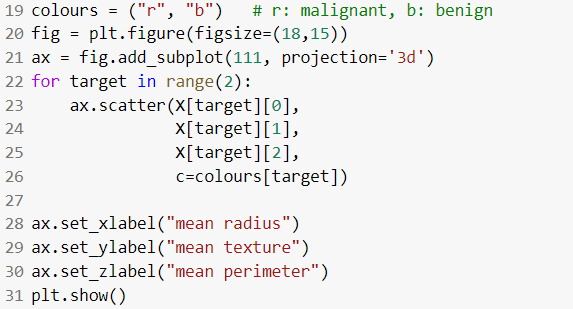 19 colours = ("r", "b")   # r: malignant, b: benign
20 fig = plt.figure(figsize=(18,15))
21 ax = fig.add_subplot(111, projection='3d')
22 for target in range(2):
23     ax.scatter(X[target][0],
24                X[target][1],
25                X[target][2],
26                c=colours[target])
27
28 ax.set_xlabel("mean radius")
29 ax.set_ylabel("mean texture")
30 ax.set_zlabel("mean perimeter")
31 plt.show()